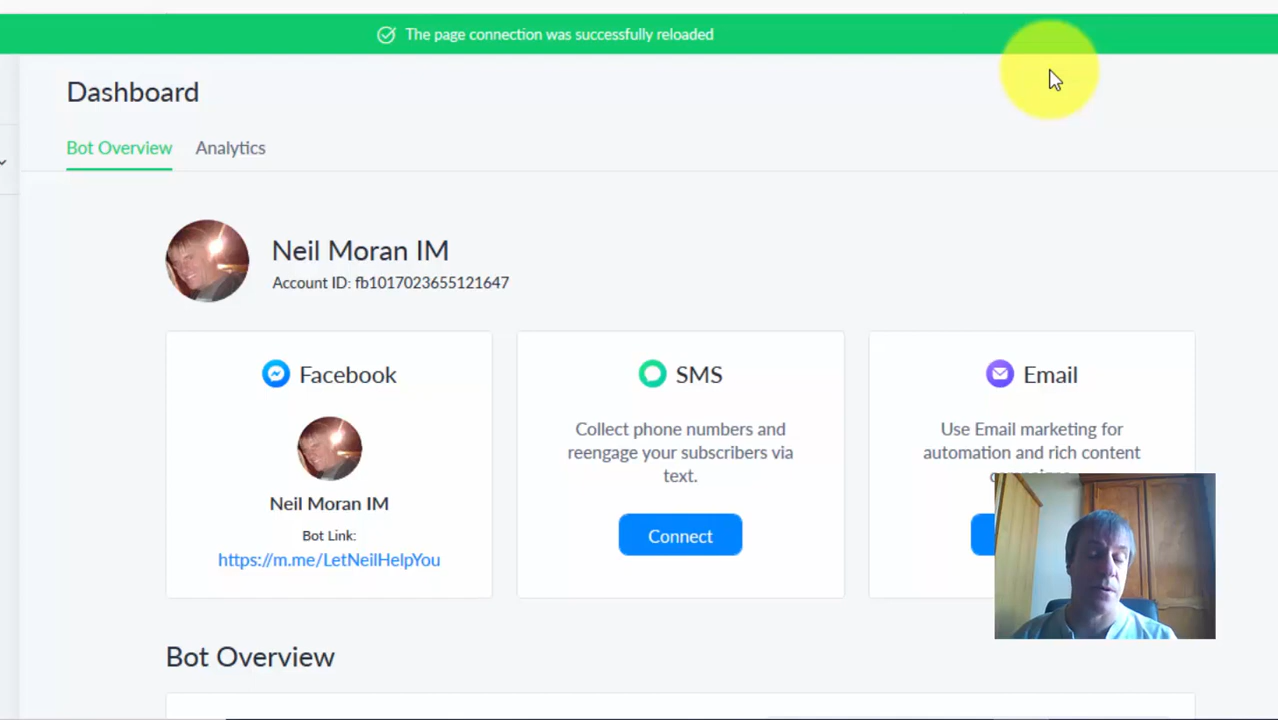 The page connection was successfully reloaded
Dashboard
Bot Overview
Analytics
Neil Moran IM
Account ID: fb1017023655121647
Facebook
Neil Moran IM
Bot Link:
https://m.me/LetNeilHelpYou
SMS
Collect phone numbers and
reengage your subscribers via
text.
Connect
Email
Use Email marketing for
automation and rich content
Bot Overview